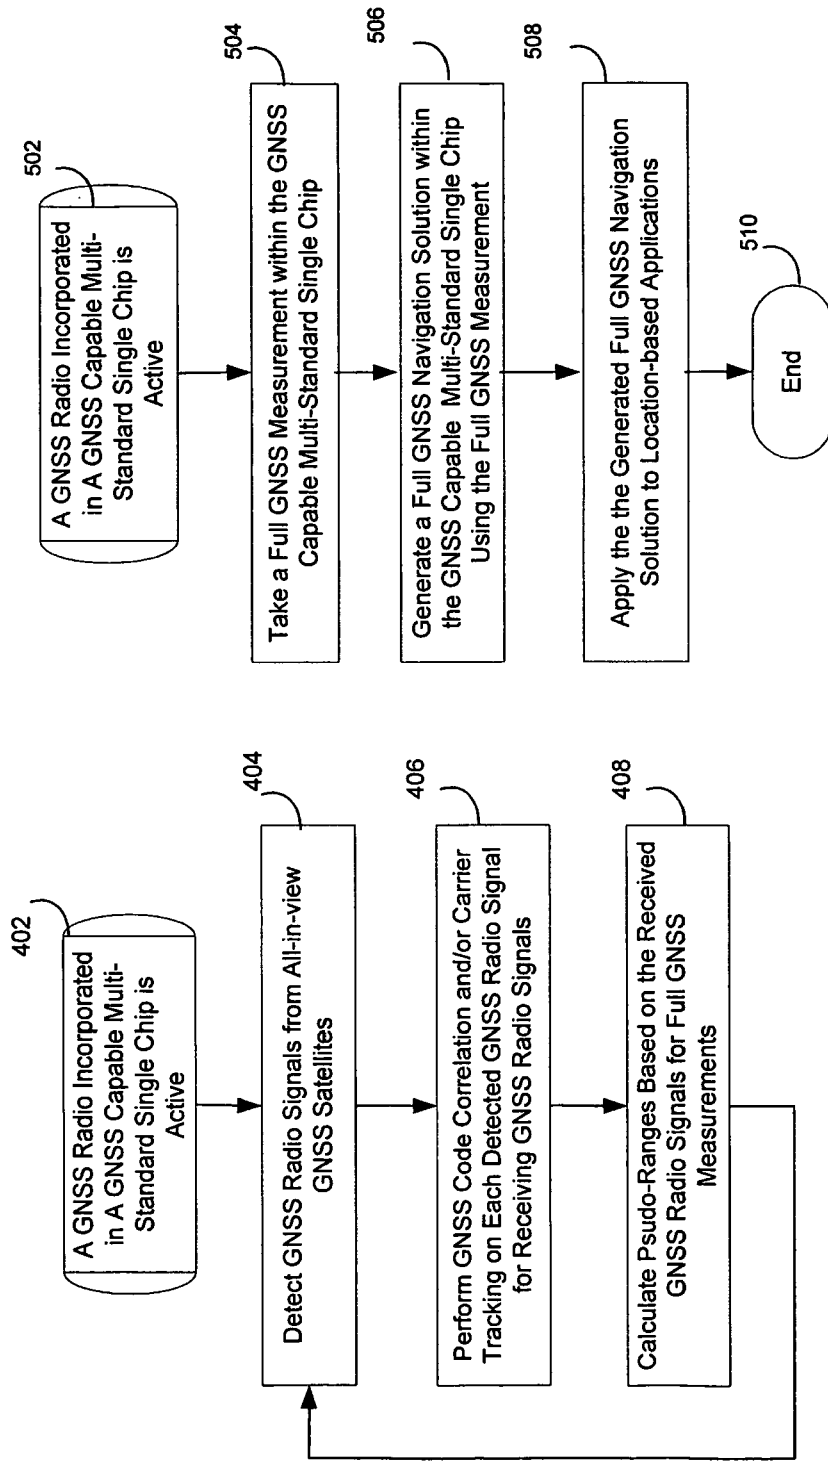 402
A GNSS Radio Incorporated
in A GNSS Capable Multi-
Standard Single Chip is
Active
404
Detect GNSS Radio Signals from All-in-view
GNSS Satellites
406
Perform GNSS Code Correlation and/or Carrier
Tracking on Each Detected GNSS Radio Signal
for Receiving GNSS Radio Signals
408
Calculate Psudo-Ranges Based on the Received
GNSS Radio Signals for Full GNSS
Measurements
502
A GNSS Radio Incorporated
in A GNSS Capable Multi-
Standard Single Chip is
Active
504
Take a Full GNSS Measurement within the GNSS
Capable Multi-Standard Single Chip
506
Generate a Full GNSS Navigation Solution within
the GNSS Capable Multi-Standard Single Chip
Using the Full GNSS Measurement
508
Apply the the Generated Full GNSS Navigation
Solution to Location-based Applications
510
End